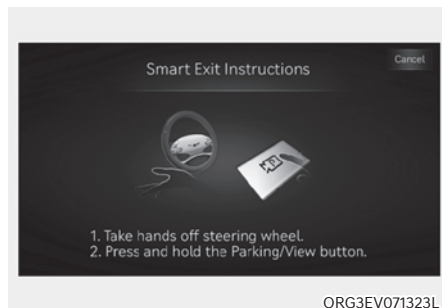 Cancel
Smart Exit Instructions
P
1. Take hands off steering wheel.
2. Press and hold the Parking/View button.
ORG3EV071323L